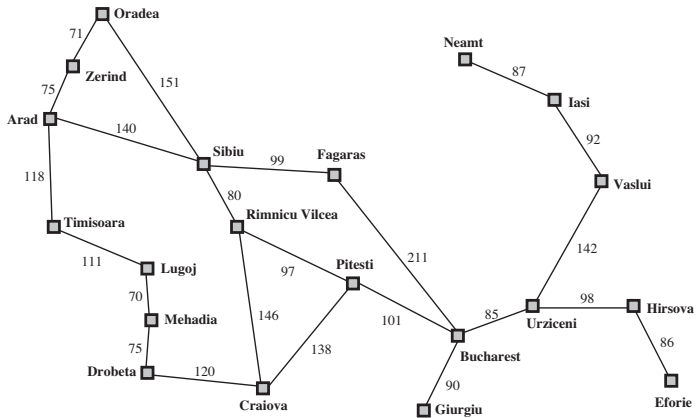 Oradea
71
Neamt
Zerind
87
151
75
Iasi
Arad
140
92
Sibiu
99
Fagaras
118
Vaslui
80
Timisoara
Rimnicu Vilcea
142
111
211
Lugoj
97
Pitesti
70
98
Hirsova
Mehadia
146
101
85
Urziceni
75
138
86
Bucharest
Drobeta
120
90
Craiova
Giurgiu
Eforie